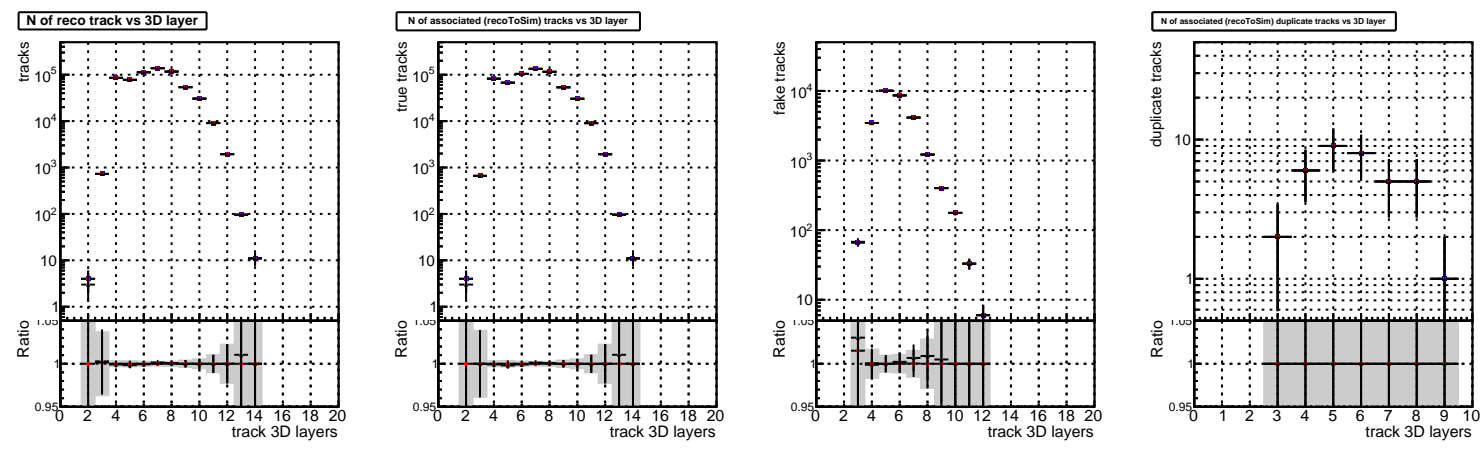 N of reco track vs 3D layer
tracks
10^5
10^4
10^3
10^2
10
1
Ratio
1.05
1
0.95
0 2 4 6 8 10 12 14 16 18 20
track 3D layers
N of associated (recoToSim) tracks vs 3D layer
true tracks
10^5
10^4
10^3
10^2
10
1
Ratio
1.05
1
0.95
0 2 4 6 8 10 12 14 16 18 20
track 3D layers
fake tracks
10^4
10^3
10^2
10
Ratio
1.05
1
0.95
0 2 4 6 8 10 12 14 16 18 20
track 3D layers
N of associated (recoToSim) duplicate tracks vs 3D layer
duplicate tracks
10
1
Ratio
1.05
1
0.95
0 1 2 3 4 5 6 7 8 9 10
track 3D layers